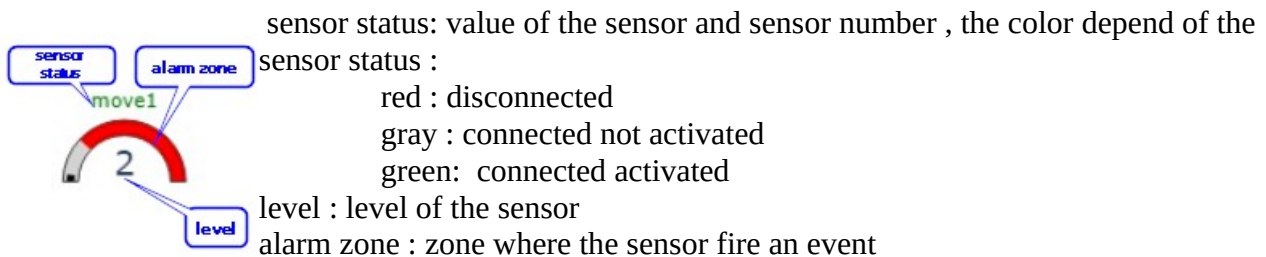 sensor status: value of the sensor and sensor number , the color depend of the
sensor status :
red : disconnected
gray : connected not activated
green: connected activated
level : level of the sensor
alarm zone : zone where the sensor fire an event
sensor
status
alarm zone
move1
2
level